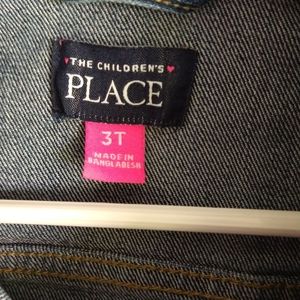 THE CHILDREN'S
PLACE
3T
MADE IN
BANGLADESH